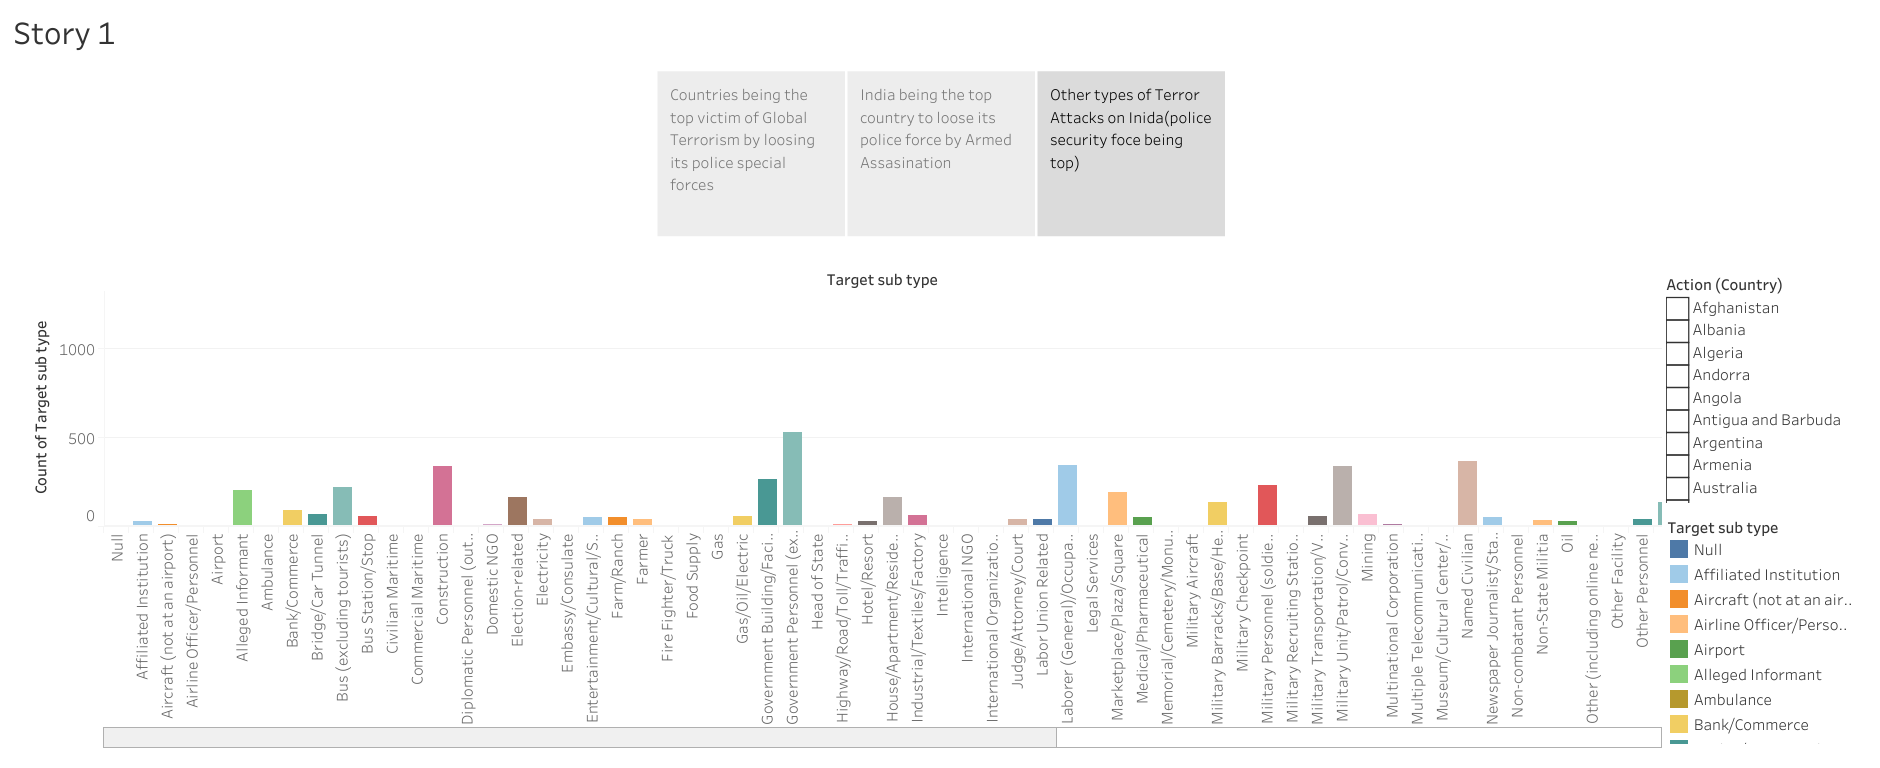 Story 1
Countries being the
top victim of Global
Terrorism by loosing
its police special
forces
India being the top
country to loose its
police force by Armed
Assasination
Other types of Terror
Attacks on Inida(police
security foce being
top)
Target sub type
Count of Target sub type
1000
500
0
Null
Affiliated Institution
Aircraft (not at an airport)
Airline Officer/Personnel
Airport
Alleged Informant
Ambulance
Bank/Commerce
Bridge/Car Tunnel
Bus (excluding tourists)
Bus Station/Stop
Civilian Maritime
Commercial Maritime
Construction
Diplomatic Personnel (out..
Domestic NGO
Election-related
Electricity
Embassy/Consulate
Entertainment/Cultural/S..
Farm/Ranch
Farmer
Fire Fighter/Truck
Food Supply
Gas
Gas/Oil/Electric
Government Building/Faci..
Government Personnel (ex..
Head of State
Highway/Road/Toll/Traffi..
Hotel/Resort
House/Apartment/Reside..
Industrial/Textiles/Factory
Intelligence
International NGO
International Organizatio..
Judge/Attorney/Court
Labor Union Related
Laborer (General)/Occupa..
Legal Services
Marketplace/Plaza/Square
Medical/Pharmaceutical
Memorial/Cemetery/Monu..
Military Aircraft
Military Barracks/Base/He..
Military Checkpoint
Military Personnel (soldie..
Military Recruiting Statio..
Military Transportation/V..
Military Unit/Patrol/Conv..
Mining
Multinational Corporation
Multiple Telecommunicati..
Museum/Cultural Center/..
Named Civilian
Newspaper Journalist/Sta..
Non-combatant Personnel
Non-State Militia
Oil
Other (including online ne..
Other Facility
Other Personnel
Action (Country)
Afghanistan
Albania
Algeria
Andorra
Angola
Antigua and Barbuda
Argentina
Armenia
Australia
Target sub type
Null
Affiliated Institution
Aircraft (not at an air..
Airline Officer/Perso..
Airport
Alleged Informant
Ambulance
Bank/Commerce